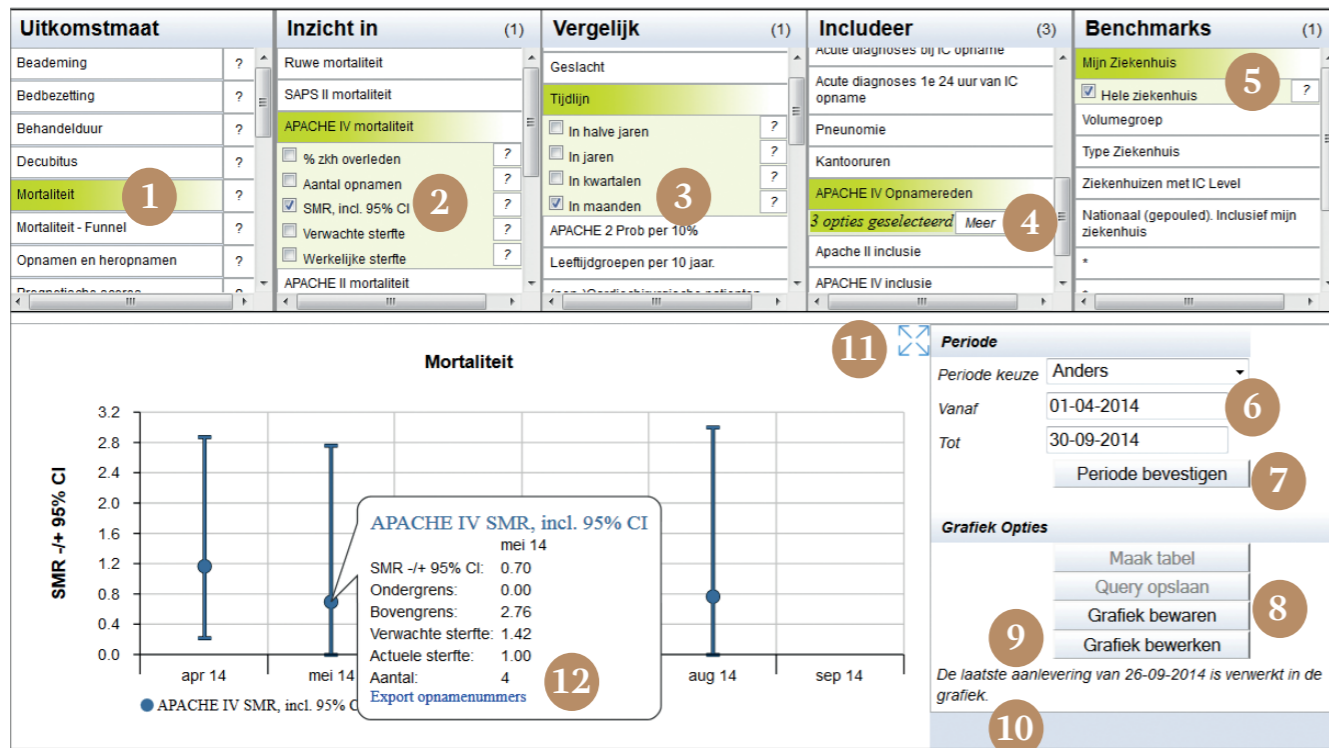 Uitkomstmaat
Beademing ?
Bedbezetting ?
Behandelduur ?
Decubitus ?
Mortaliteit ?
1
Mortaliteit - Funnel ?
Opnamen en heropnamen ?
Prognostische scores
Inzicht in (1)
Ruwe mortaliteit
SAPS II mortaliteit
APACHE IV mortaliteit
% zkh overleden ?
Aantal opnamen ?
SMR, incl. 95% CI ?
2
Verwachte sterfte ?
Werkelijke sterfte ?
APACHE II mortaliteit
Vergelijk (1)
Geslacht
Tijdlijn
In halve jaren ?
In jaren ?
In kwartalen ?
3
In maanden ?
APACHE 2 Prob per 10%
Leeftijdgroepen per 10 jaar.
(non-)Cardiochirurgische patienten
Includeer (3)
Acute diagnoses bij IC opname
Acute diagnoses 1e 24 uur van IC
opname
Pneunomie
Kantooruren
APACHE IV Opnamereden
3 opties geselecteerd Meer
4
Apache II inclusie
APACHE IV inclusie
Benchmarks (1)
Mijn Ziekenhuis
5
Hele ziekenhuis ?
Volumegroep
Type Ziekenhuis
Ziekenhuizen met IC Level
Nationaal (gepouled). Inclusief mijn
ziekenhuis
*
11
Mortaliteit
SMR -/+ 95% CI
3.2
2.8
2.4
2.0
1.6
1.2
0.8
0.4
0.0
apr 14
mei 14
aug 14
sep 14
APACHE IV SMR, incl. 95% C
APACHE IV SMR, incl. 95% CI
mei 14
SMR -/+ 95% CI: 0.70
Ondergrens: 0.00
Bovengrens: 2.76
Verwachte sterfte: 1.42
Actuele sterfte: 1.00
Aantal: 4
Export opnamenummers
12
Periode
Periode keuze Anders
Vanaf 01-04-2014
6
Tot 30-09-2014
Periode bevestigen
7
Grafiek Opties
Maak tabel
Query opslaan
Grafiek bewaren
8
Grafiek bewerken
9
De laatste aanlevering van 26-09-2014 is verwerkt in de
grafiek.
10